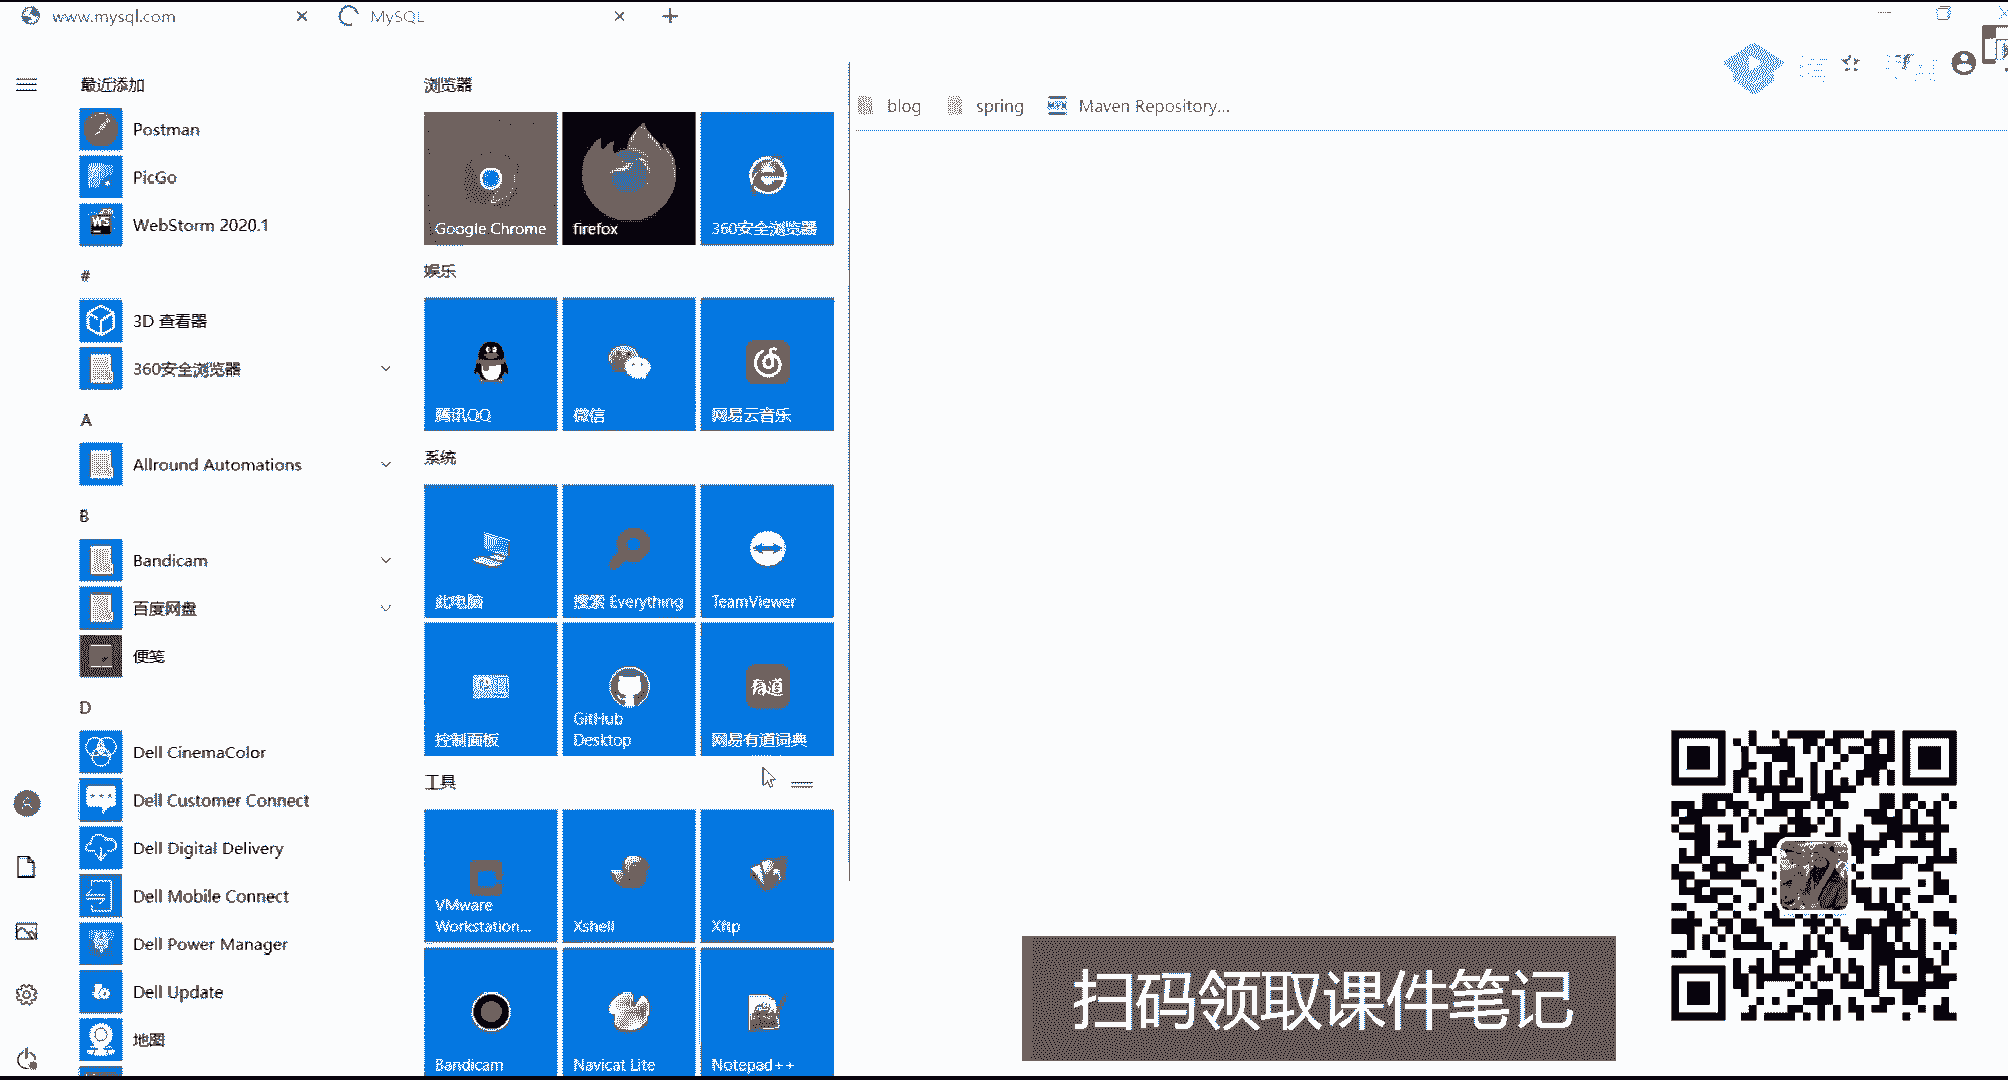 www.mysql.com
MySQL
blog
spring
Maven Repository...
最近添加
Postman
PicGo
WS
WebStorm 2020.1
#
3D 查看器
360安全浏览器
A
Allround Automations
B
Bandicam
百度网盘
便笺
D
Dell CinemaColor
Dell Customer Connect
Dell Digital Delivery
Dell Mobile Connect
Dell Power Manager
Dell Update
地图
浏览器
Google Chrome
firefox
360安全浏览器
娱乐
腾讯QQ
微信
网易云音乐
系统
此电脑
搜索 Everything
TeamViewer
控制面板
GitHub
Desktop
有道
网易有道词典
工具
VMware
Workstation...
Xshell
Xftp
Bandicam
Navicat Lite
Notepad++
扫码领取课件笔记